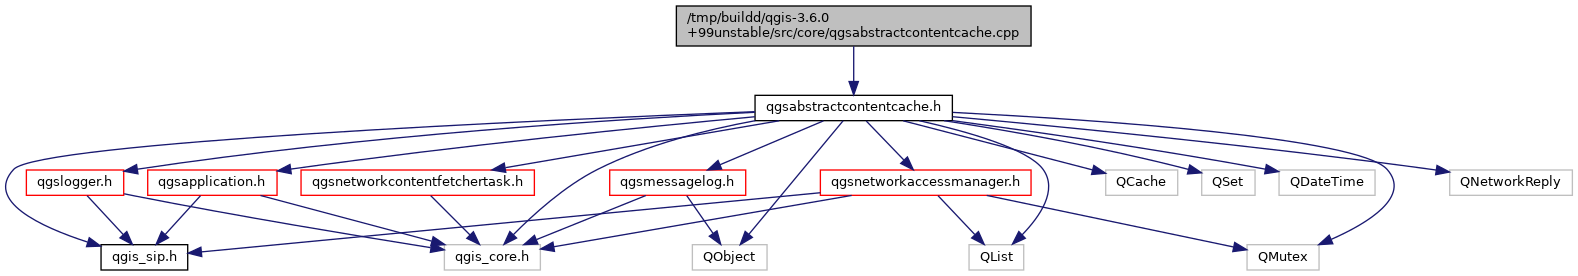 /tmp/buildd/qgis-3.6.0
+99unstable/src/core/qgsabstractcontentcache.cpp
qgsabstractcontentcache.h
qgslogger.h
qgsapplication.h
qgsnetworkcontentfetchertask.h
qgsmessagelog.h
qgsnetworkaccessmanager.h
QCache
QSet
QDateTime
QNetworkReply
qgis_sip.h
qgis_core.h
QObject
QList
QMutex